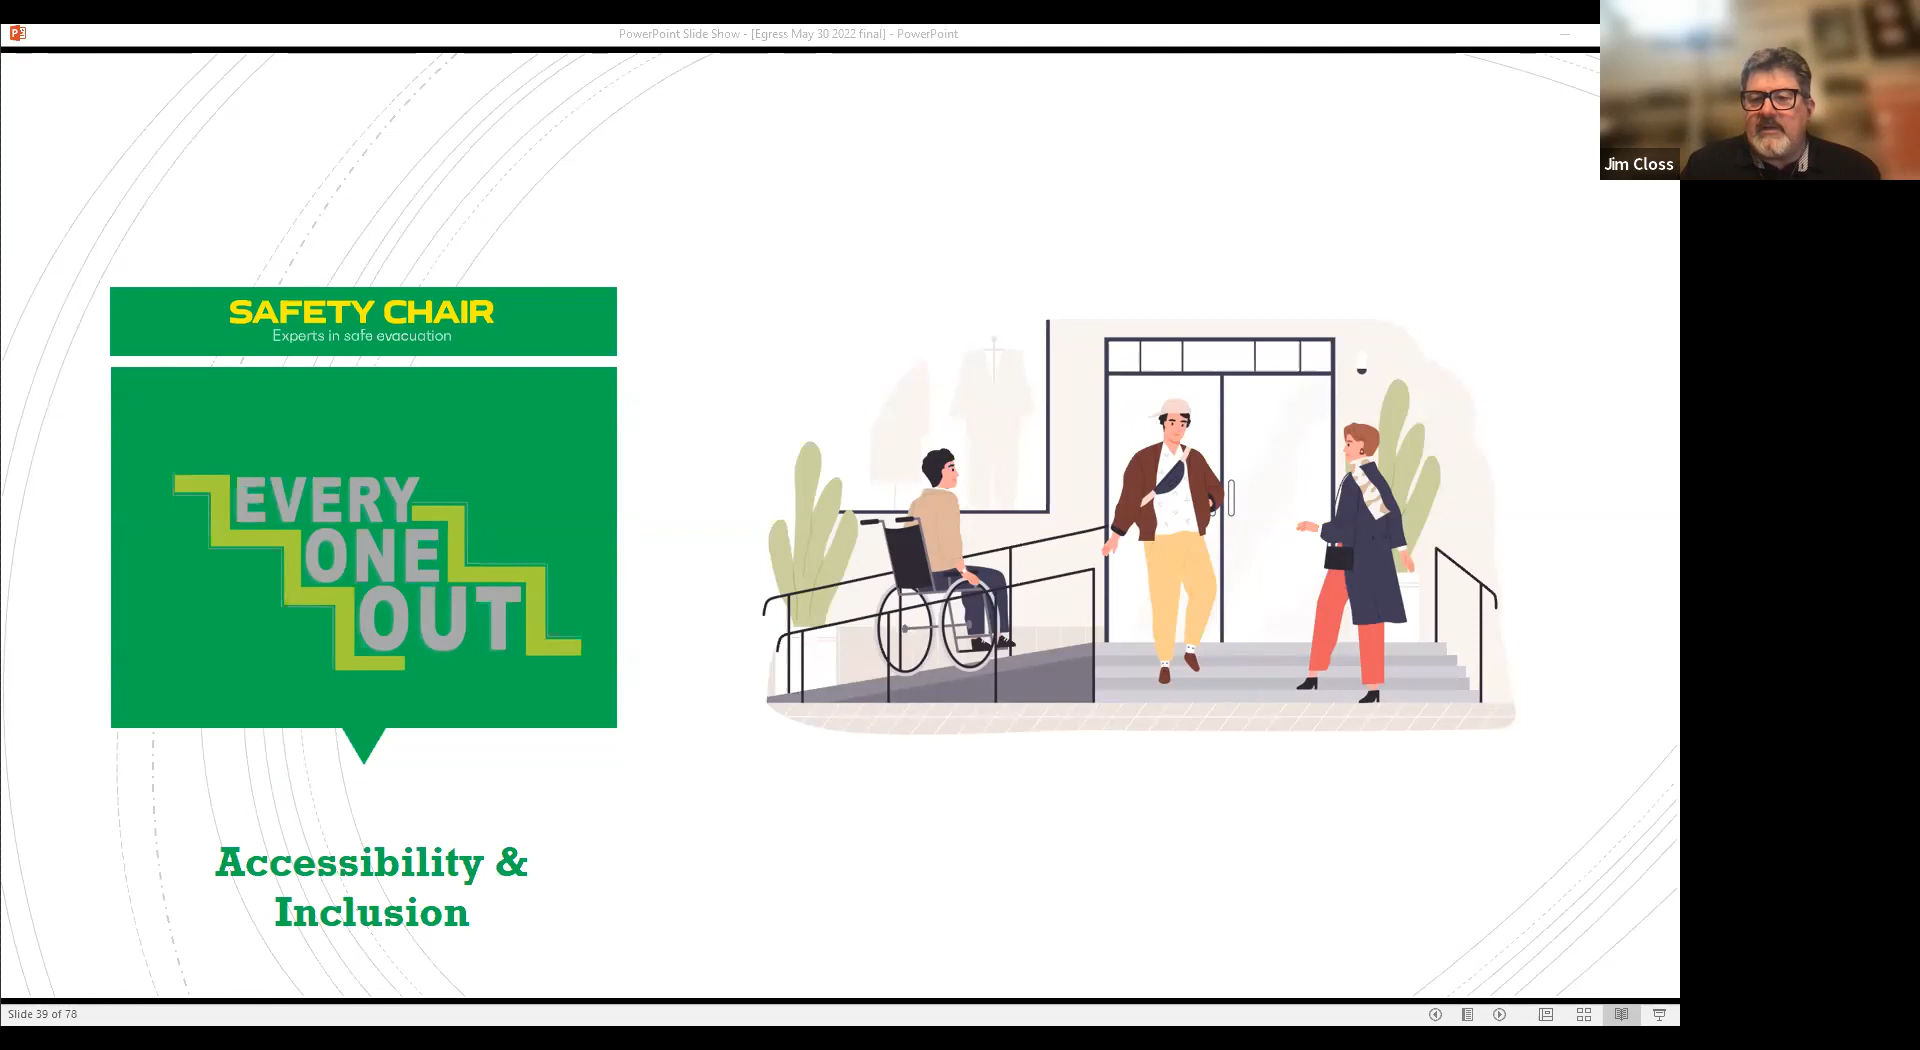 PowerPoint Slide Show - [Egress May 30 2022 final] - PowerPoint
Jim Closs
SAFETY CHAIR
Experts in safe evacuation
EVERY
ONE
OUT
Accessibility &
Inclusion
Slide 39 of 78